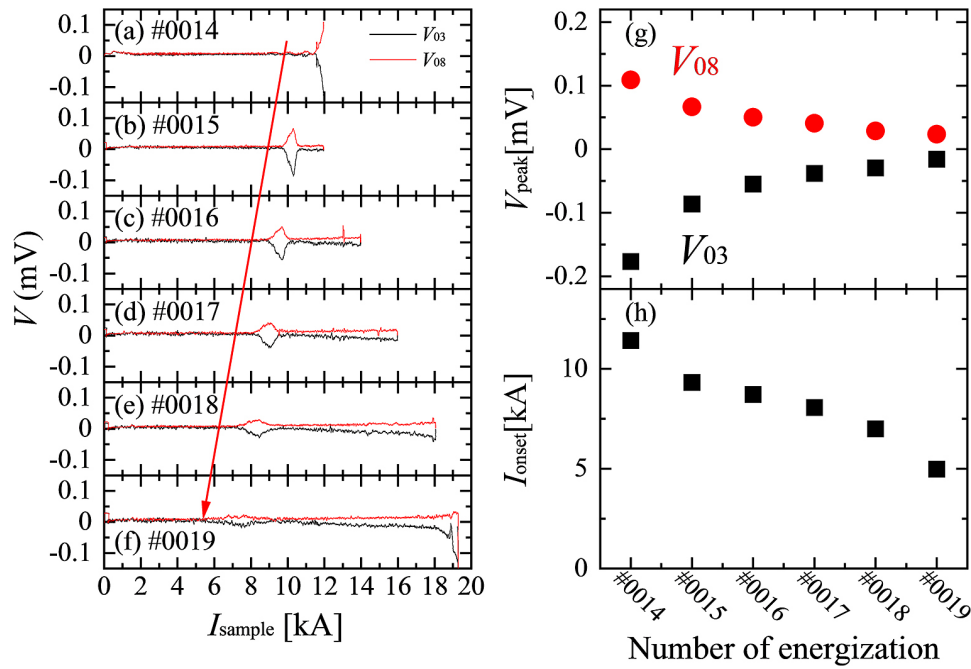 (a) #0014
V03
V08
0.1
0
-0.1
(b) #0015
0.1
0
-0.1
(c) #0016
0.1
0
-0.1
(d) #0017
0.1
0
-0.1
(e) #0018
0.1
0
-0.1
(f) #0019
0.1
0
-0.1
0 2 4 6 8 10 12 14 16 18 20
V (mV)
Isample [kA]
(g)
V08
V03
0.2
0.1
0
-0.1
-0.2
Vpeak[mV]
(h)
10
5
0
Ionset[kA]
#0014 #0015 #0016 #0017 #0018 #0019
Number of energization